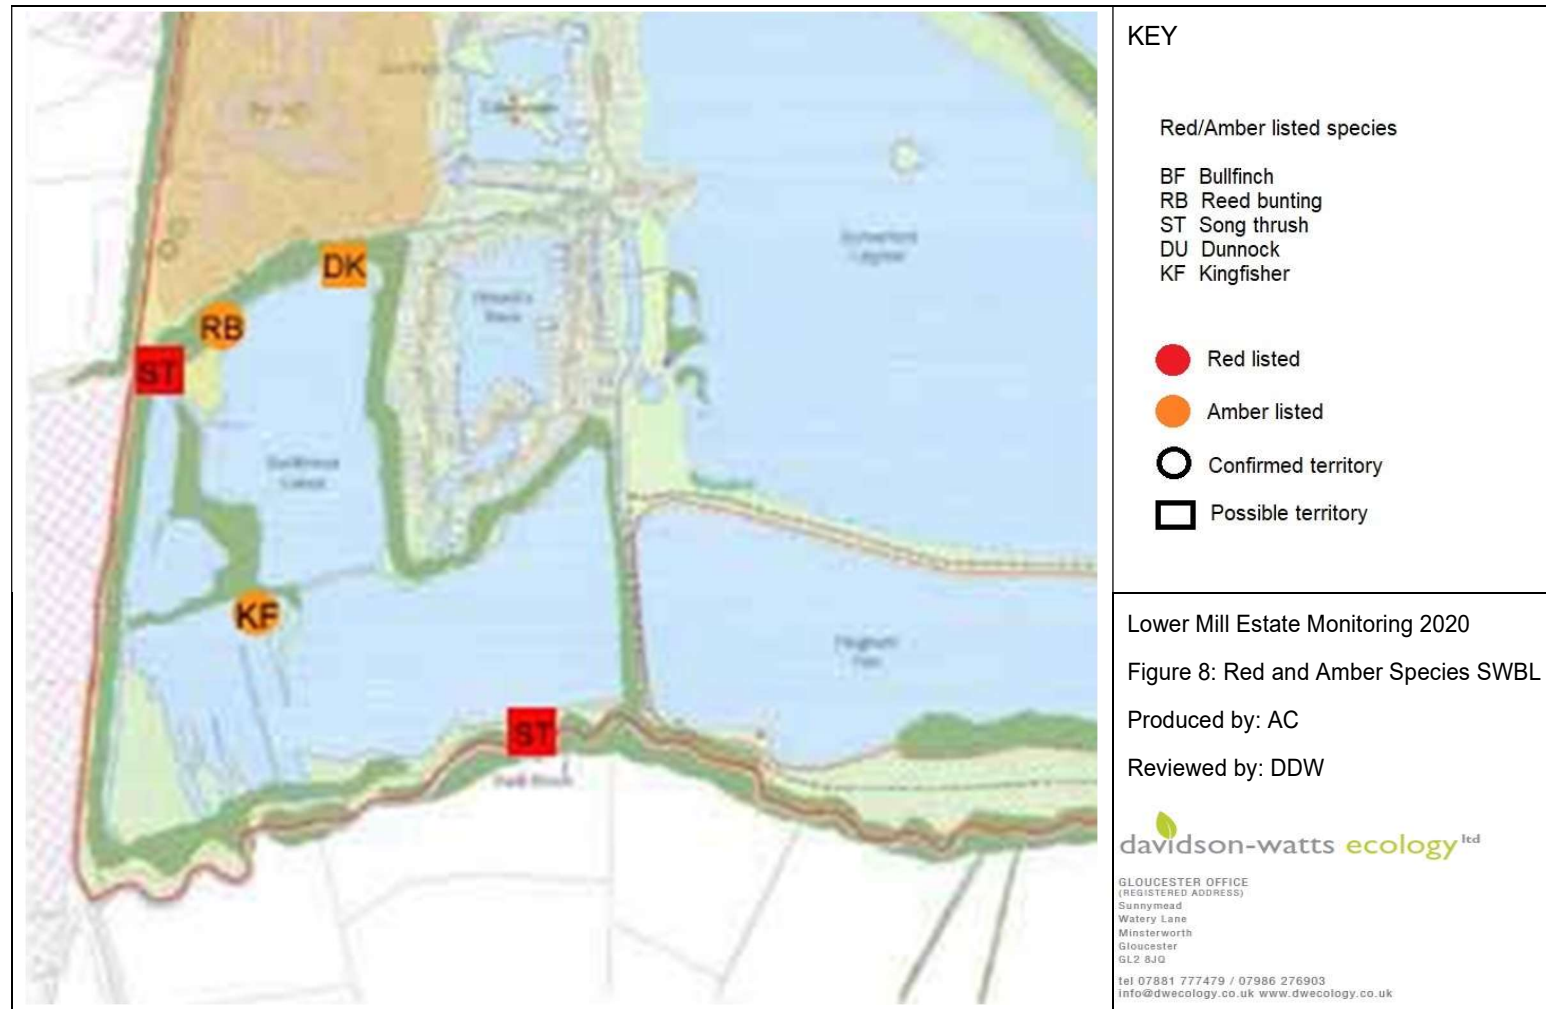 DK
RB
ST
KF
ST
KEY
Red/Amber listed species
BF Bullfinch
RB Reed bunting
ST Song thrush
DU Dunnock
KF Kingfisher
Red listed
Amber listed
Confirmed territory
Possible territory
Lower Mill Estate Monitoring 2020
Figure 8: Red and Amber Species SWBL
Produced by: AC
Reviewed by: DDW
davidson-watts ecology ltd
GLOUCESTER OFFICE
(REGISTERED ADDRESS)
Sunnymead
Watery Lane
Minsterworth
Gloucester
GL2 8JQ
tel 07881 777479 / 07986 276903
info@dwecology.co.uk www.dwecology.co.uk